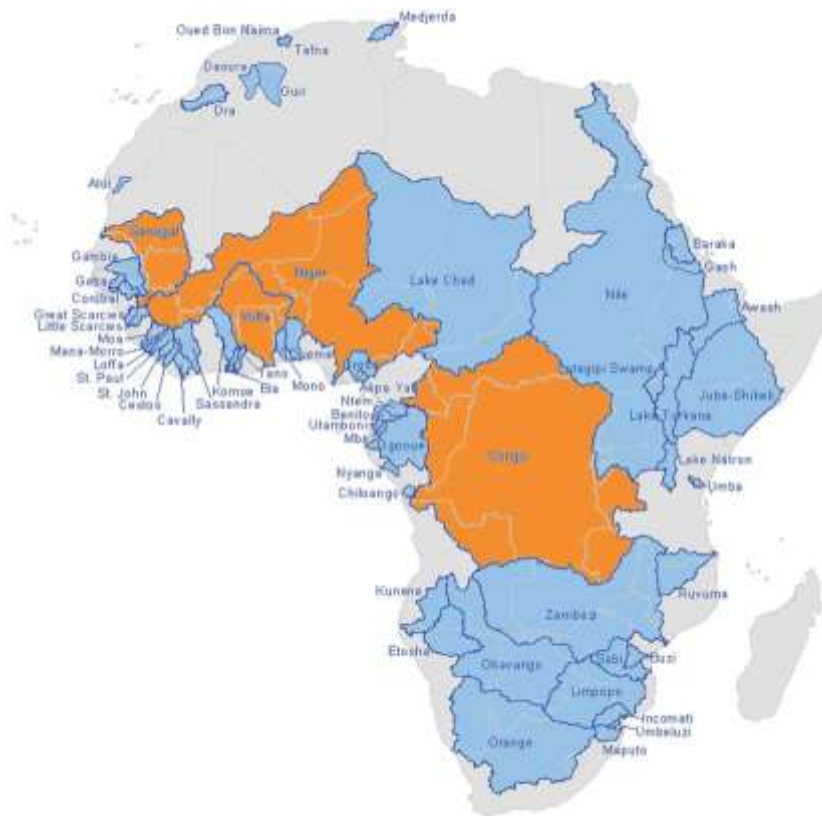 Medjerda
Oued Bon Naima
Tafna
Daoura
Guir
Dra
Atui
Senegal
Gambia
Geba
Corubal
Great Scarcies
Little Scarcies
Moa
Mana-Morro
Loffa
St. Paul
St. John
Cestos
Cavally
Sassandra
Komoe
Bia
Tano
Mono
Volta
Niger
Lake Chad
Nile
Baraka
Gash
Awash
Lotagipi Swamp
Juba-Shibeli
Lake Turkana
Lake Natron
Umba
Ntem
Benito
Utamboni
Mbe
Ogooue
Nyanga
Chiloango
Congo
Kunene
Etosha
Zambezi
Ruvuma
Okavango
Sabi
Buzi
Limpopo
Incomati
Umbeluzi
Maputo
Orange